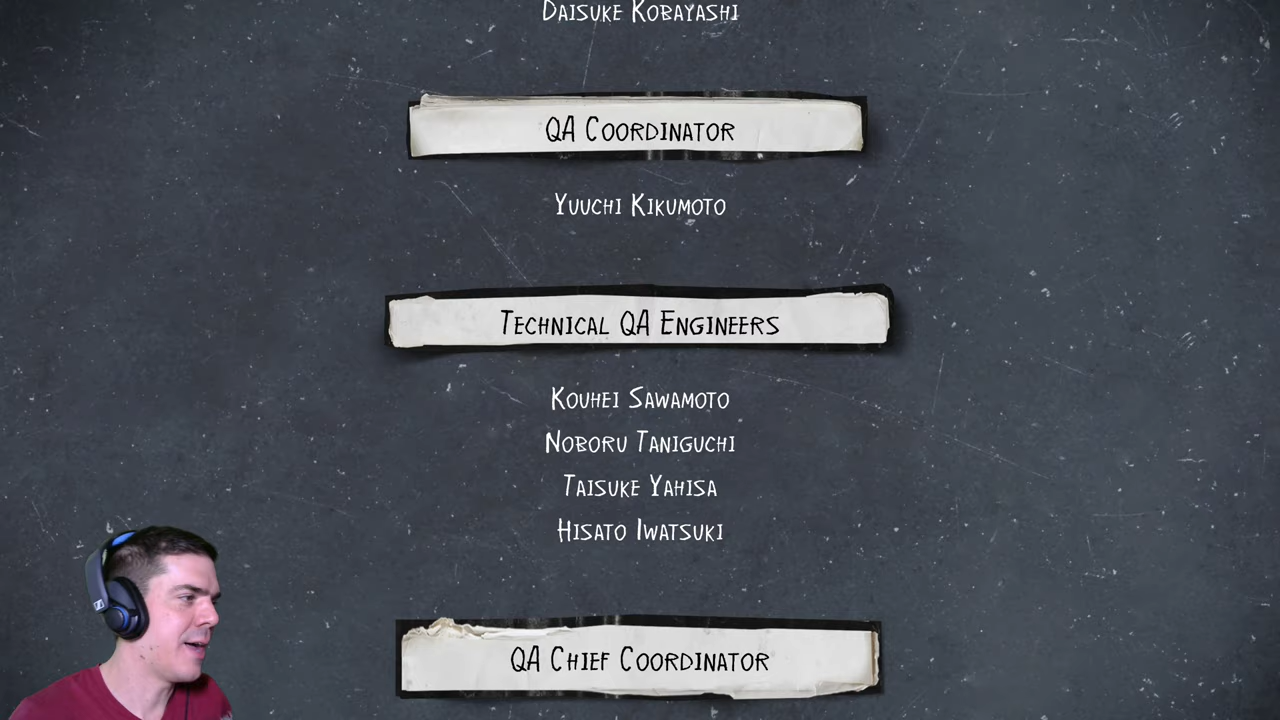 Daisuke Kobayashi
QA Coordinator
Yuuchi Kikumoto
Technical QA Engineers
Kouhei Sawamoto
Noboru Taniguchi
Taisuke Yahisa
Hisato Iwatsuki
QA Chief Coordinator